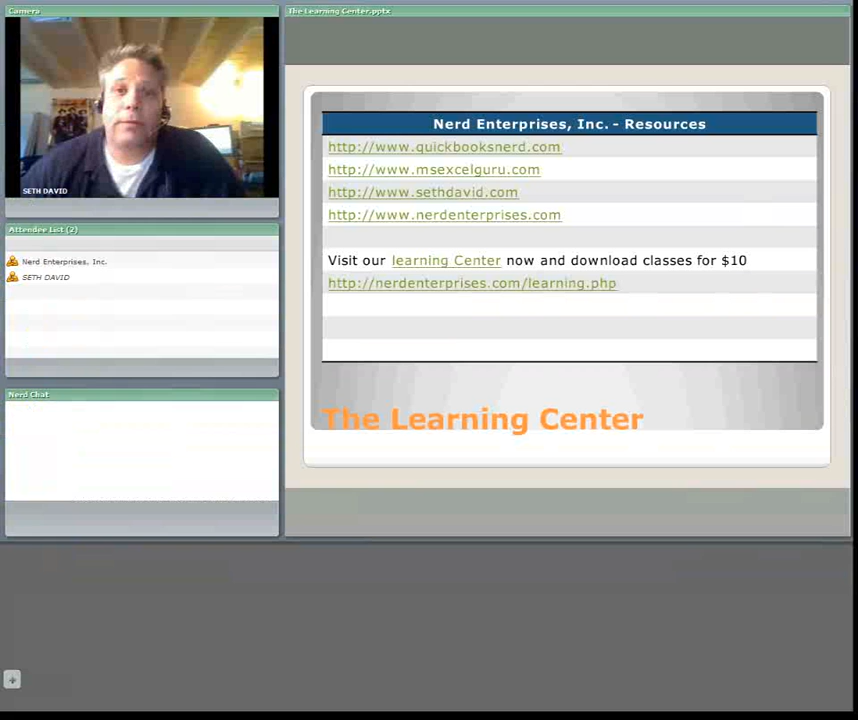 Camera
SETH DAVID
Attendee List (2)
Nerd Enterprises, Inc.
SETH DAVID
Nerd Chat
The Learning Center.pptx
Nerd Enterprises, Inc. - Resources
http://www.quickbooksnerd.com
http://www.msexcelguru.com
http://www.sethdavid.com
http://www.nerdenterprises.com
Visit our learning Center now and download classes for $10
http://nerdenterprises.com/learning.php
The Learning Center